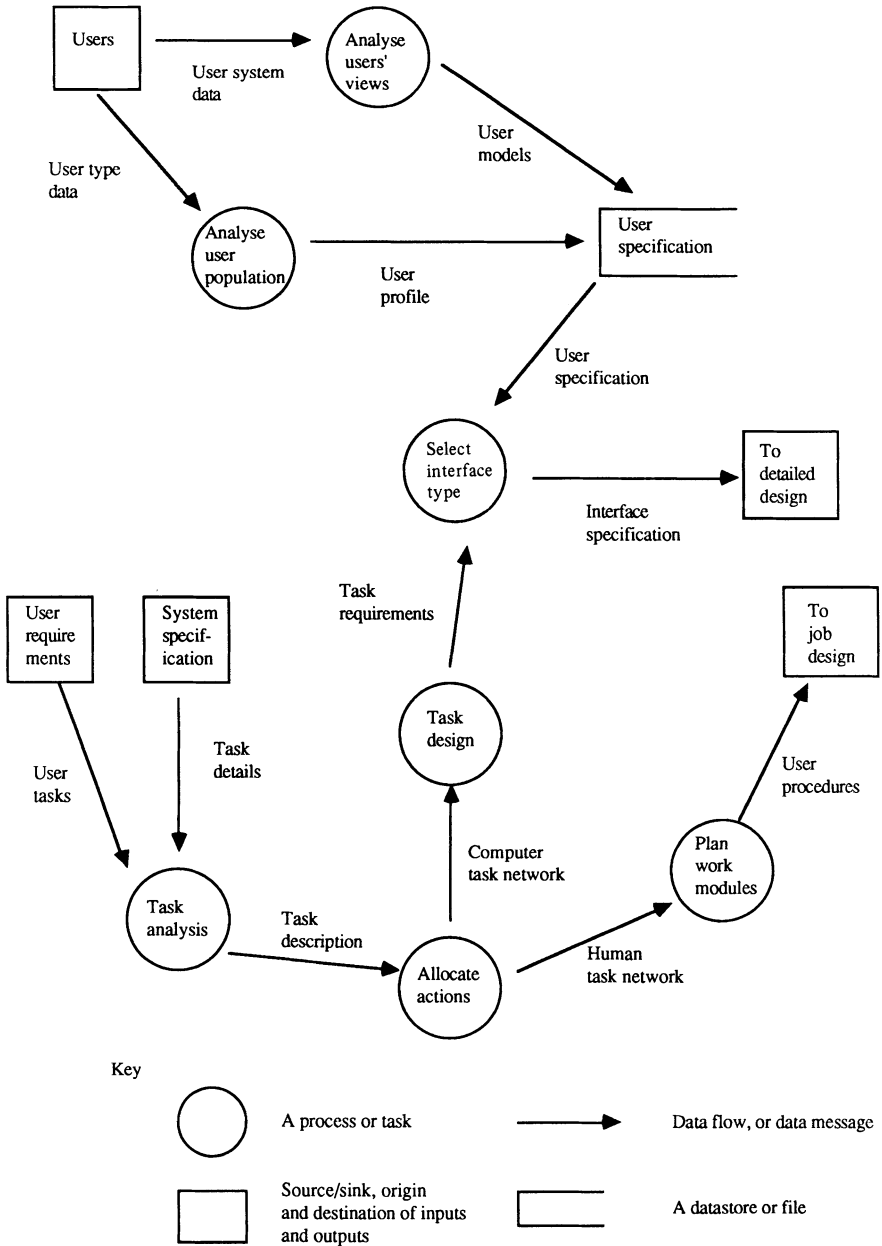 Users
User system
data
Analyse
users'
views
User
models
User type
data
Analyse
user
population
User
profile
User
specification
User
specification
Select
interface
type
To
detailed
design
Interface
specification
Task
requirements
User
require
ments
System
specif-
ication
To
job
design
Task
design
User
tasks
Task
details
User
procedures
Computer
task network
Plan
work
modules
Task
analysis
Task
description
Allocate
actions
Human
task network
Key
A process or task
Data flow, or data message
Source/sink, origin
and destination of inputs
and outputs
A datastore or file